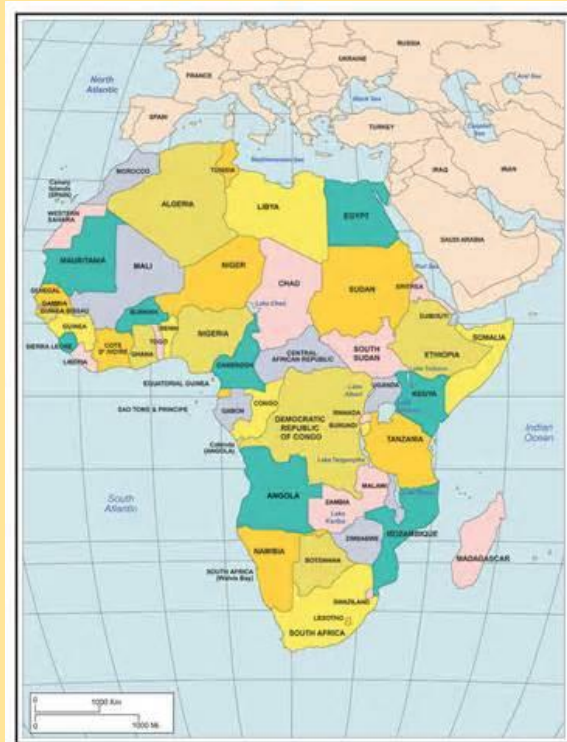 RUSSIA
UKRAINE
FRANCE
North
Atlantic
Aral Sea
Black Sea
Caspian
Sea
SPAIN
TURKEY
Mediterranean Sea
TUNISIA
MOROCCO
IRAQ
IRAN
Canary
Islands
(SPAIN)
ALGERIA
LIBYA
EGYPT
WESTERN
SAHARA
SAUDI ARABIA
MAURITANIA
MALI
NIGER
CHAD
SUDAN
Red Sea
ERITREA
SENEGAL
GAMBIA
GUINEA BISSAU
GUINEA
BURKINA
BENIN
NIGERIA
Lake Chad
DJIBOUTI
SOMALIA
SIERRA LEONE
LIBERIA
COTE
D' IVOIRE
GHANA
TOGO
CAMEROON
CENTRAL
AFRICAN REPUBLIC
SOUTH
SUDAN
ETHIOPIA
EQUATORIAL GUINEA
SAO TOME & PRINCIPE
GABON
CONGO
DEMOCRATIC
REPUBLIC
OF CONGO
Lake
Albert
UGANDA
KENYA
RWANDA
BURUNDI
Cabinda
(ANGOLA)
Lake Tanganyika
TANZANIA
Indian
Ocean
South
Atlantic
ANGOLA
ZAMBIA
MALAWI
Lake
Kariba
ZIMBABWE
MOZAMBIQUE
MADAGASCAR
NAMIBIA
BOTSWANA
SOUTH AFRICA
(Walvis Bay)
SWAZILAND
LESOTHO
SOUTH AFRICA
0 1000 Km
0 1000 Mi.